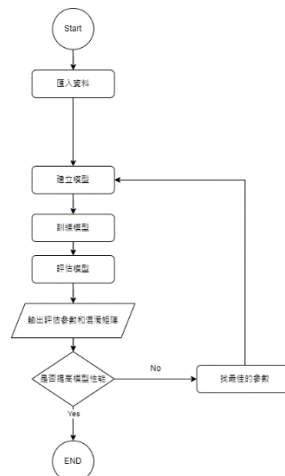 Start
匯入資料
建立模型
訓練模型
評估模型
輸出評估參數和混淆矩陣
是否提高模型性能
No
找最佳的參數
Yes
END